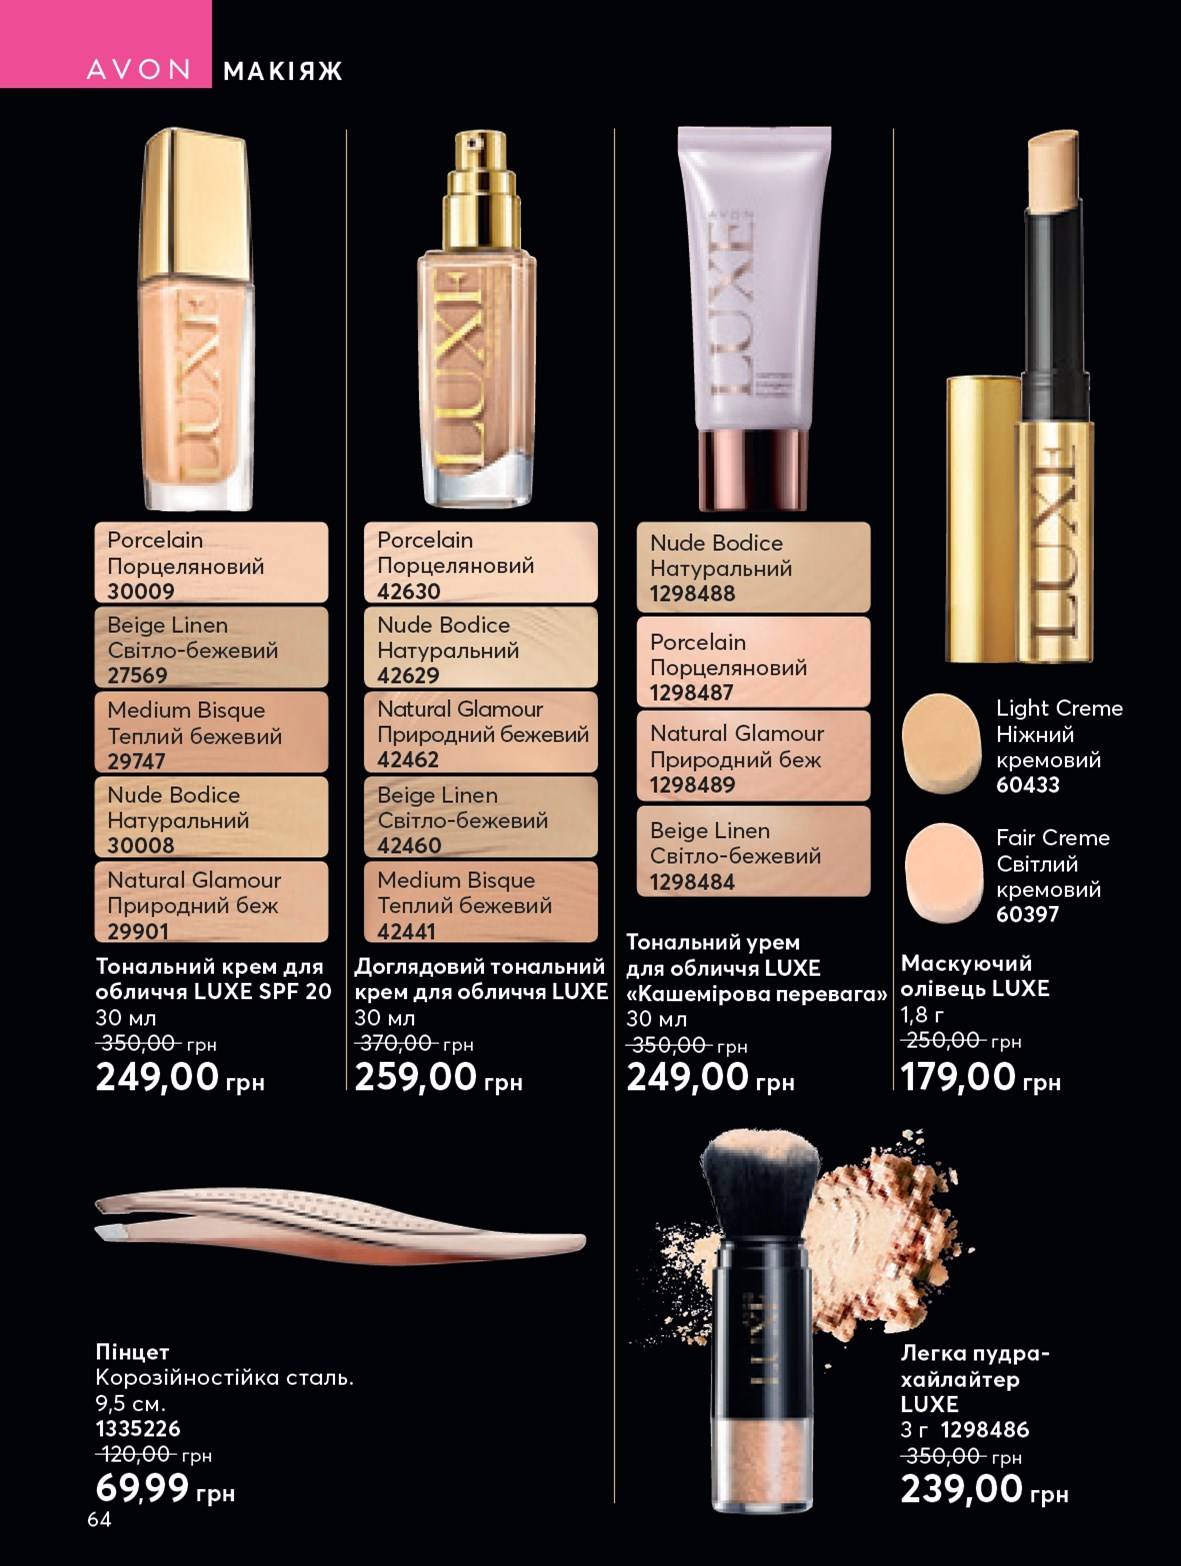 AVON МАКІЯЖ
LUXE
Porcelain
Порцеляновий
30009
Beige Linen
Світло-бежевий
27569
Medium Bisque
Теплий бежевий
29747
Nude Bodice
Натуральний
30008
Natural Glamour
Природний беж
29901
Тональний крем для
обличчя LUXE SPF 20
30 мл
350,00 грн
249,00 грн
LUXE
Porcelain
Порцеляновий
42630
Nude Bodice
Натуральний
42629
Natural Glamour
Природний бежевий
42462
Beige Linen
Світло-бежевий
42460
Medium Bisque
Теплий бежевий
42441
Доглядовий тональний
крем для обличчя LUXE
30 мл
370,00 грн
259,00 грн
AVON
LUXE
Nude Bodice
Натуральний
1298488
Porcelain
Порцеляновий
1298487
Natural Glamour
Природний беж
1298489
Beige Linen
Світло-бежевий
1298484
Тональний урем
для обличчя LUXE
«Кашемірова перевага»
30 мл
350,00 грн
249,00 грн
LUXE
Light Creme
Ніжний
кремовий
60433
Fair Creme
Світлий
кремовий
60397
Маскуючий
олівець LUXE
1,8 г
250,00 грн
179,00 грн
Пінцет
Корозійностійка сталь.
9,5 см.
1335226
120,00 грн
69,99 грн
LUXE
Легка пудра-
хайлайтер
LUXE
3 г 1298486
350,00 грн
239,00 грн
64